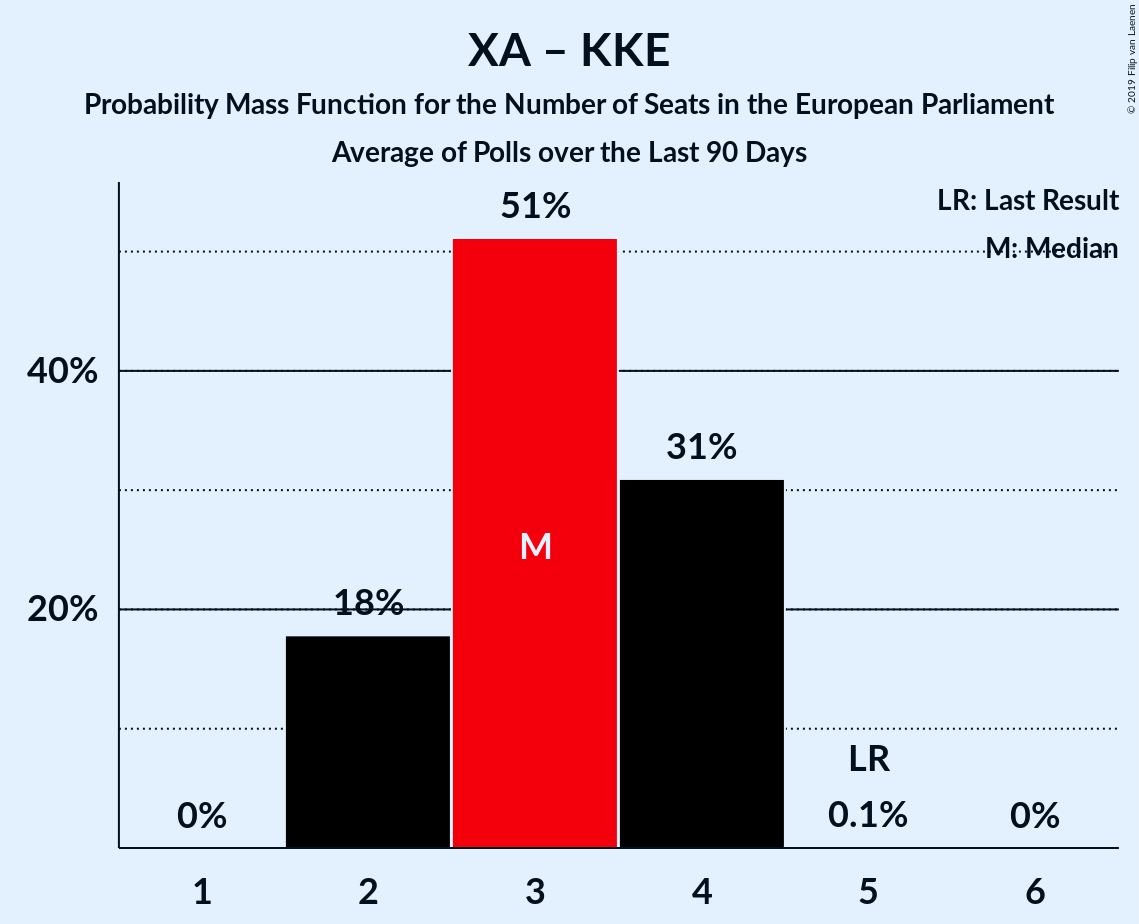 XA – KKE
Probability Mass Function for the Number of Seats in the European Parliament
Average of Polls over the Last 90 Days
© 2019 Filip van Laenen
LR: Last Result
M: Median
51%
40%
31%
M
20%
18%
LR
0%
0.1%
0%
1 2 3 4 5 6